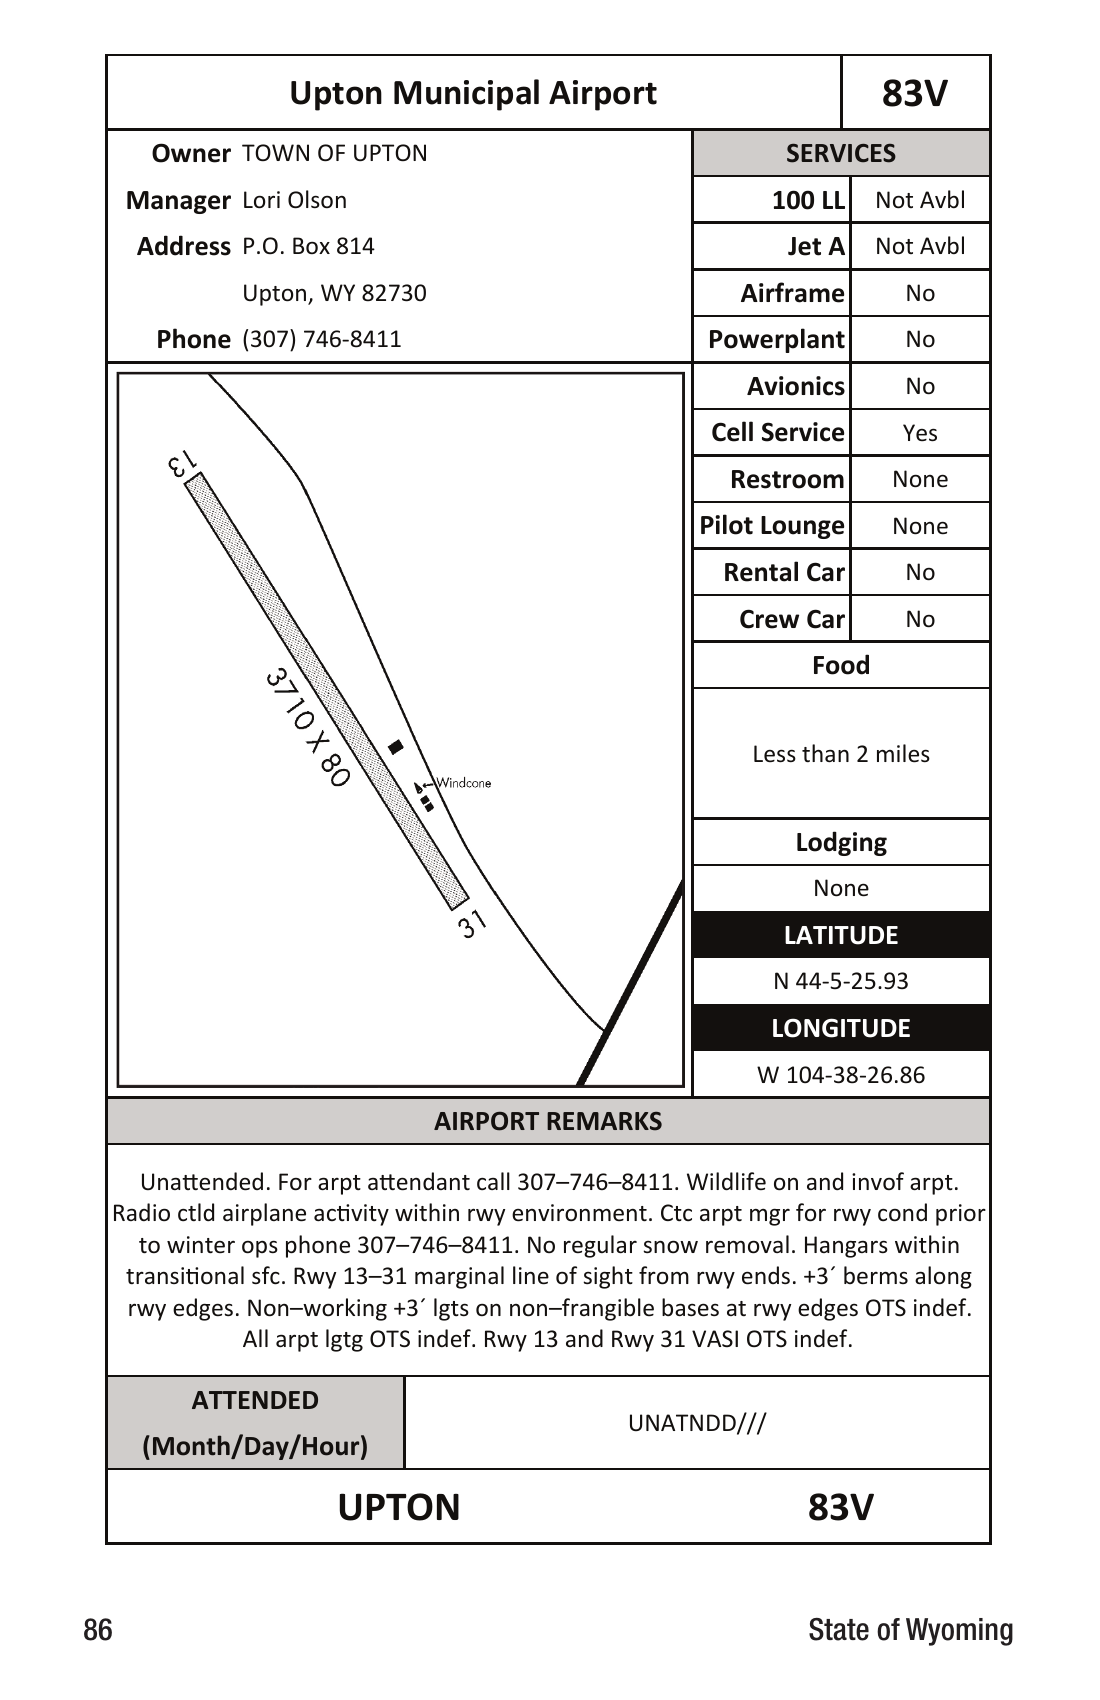 Upton Municipal Airport 83V
Owner TOWN OF UPTON
Manager Lori Olson
Address P.O. Box 814
Upton, WY 82730
Phone (307) 746-8411
SERVICES
100 LL Not Avbl
Jet A Not Avbl
Airframe No
Powerplant No
Avionics No
Cell Service Yes
Restroom None
Pilot Lounge None
Rental Car No
Crew Car No
Food
Less than 2 miles
Lodging
None
LATITUDE
N 44-5-25.93
LONGITUDE
W 104-38-26.86
13
3710 X 80
Windcone
31
AIRPORT REMARKS
Unattended. For arpt attendant call 307–746–8411. Wildlife on and invof arpt.
Radio ctld airplane activity within rwy environment. Ctc arpt mgr for rwy cond prior
to winter ops phone 307–746–8411. No regular snow removal. Hangars within
transitional sfc. Rwy 13–31 marginal line of sight from rwy ends. +3´ berms along
rwy edges. Non–working +3´ lgts on non–frangible bases at rwy edges OTS indef.
All arpt lgtg OTS indef. Rwy 13 and Rwy 31 VASI OTS indef.
ATTENDED
(Month/Day/Hour)
UNATNDD///
UPTON 83V
86 State of Wyoming